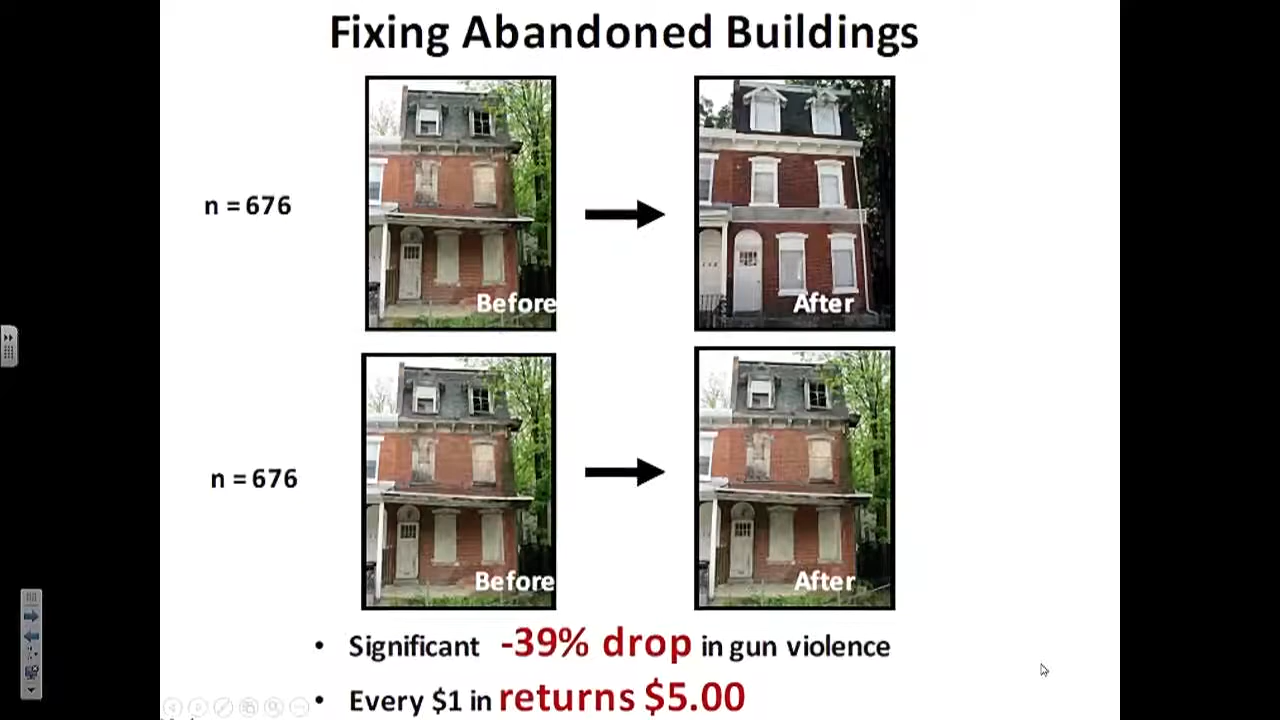 Fixing Abandoned Buildings
n = 676
Before
After
n = 676
Before
After
• Significant -39% drop in gun violence
• Every $1 in returns $5.00